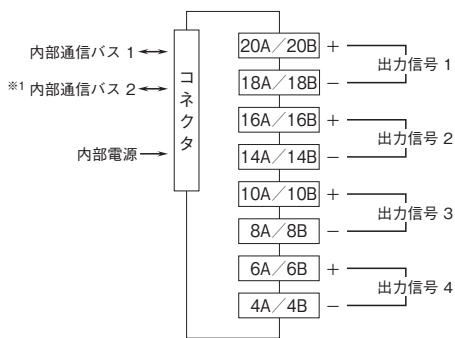 内部通信バス 1
※1 内部通信バス 2
内部電源
コネクタ
20A／20B +
18A／18B −
出力信号 1
16A／16B +
14A／14B −
出力信号 2
10A／10B +
8A／8B −
出力信号 3
6A／6B +
4A／4B −
出力信号 4